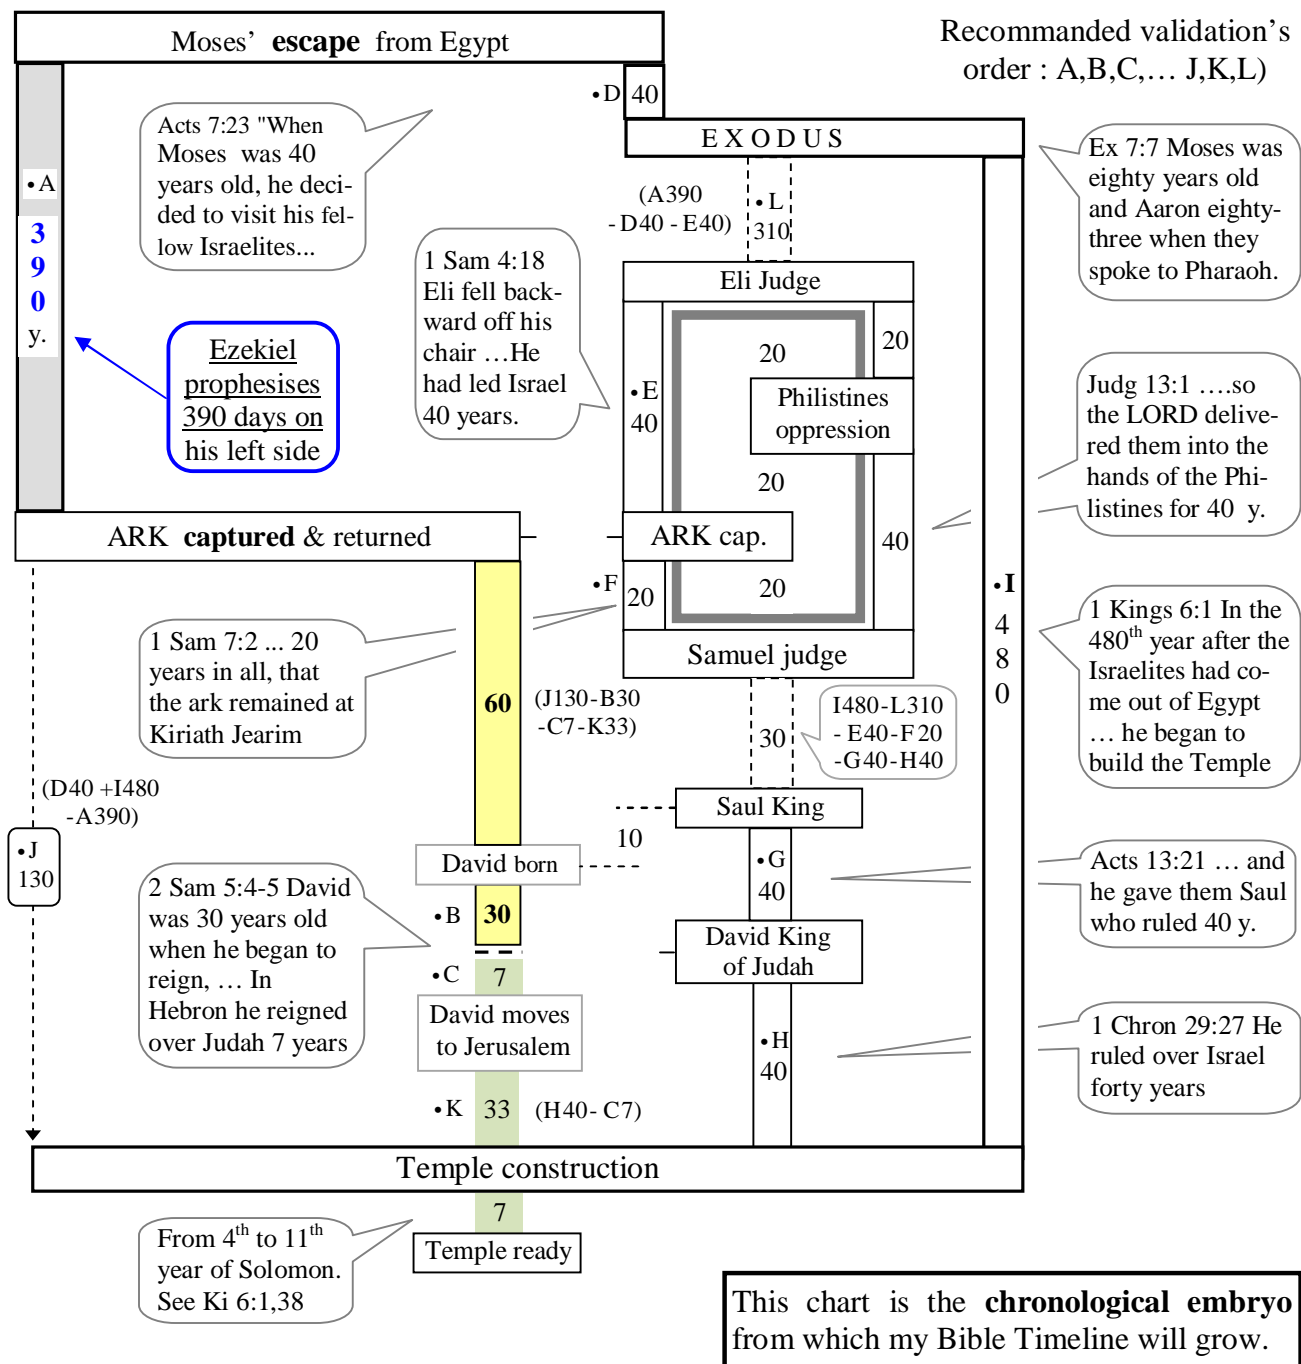 Moses’ escape from Egypt
Recommanded validation’s
order : A,B,C,… J,K,L)
•D 40
E X O D U S
Acts 7:23 "When
Moses was 40
years old, he deci-
ded to visit his fel-
low Israelites...
Ex 7:7 Moses was
eighty years old
and Aaron eighty-
three when they
spoke to Pharaoh.
•A
3
9
0
y.
(A390
- D40 - E40)
•L
310
1 Sam 4:18
Eli fell back-
ward off his
chair …He
had led Israel
40 years.
Eli Judge
20
20
•E
40
Philistines
oppression
20
40
Ezekiel
prophesises
390 days on
his left side
Judg 13:1 ….so
the LORD delive-
red them into the
hands of the Phi-
listines for 40 y.
ARK captured & returned
ARK cap.
•F
20
20
Samuel judge
•I
4
8
0
1 Sam 7:2 ... 20
years in all, that
the ark remained at
Kiriath Jearim
60
(J130-B30
-C7-K33)
30
I480-L310
- E40-F20
-G40-H40
1 Kings 6:1 In the
480th year after the
Israelites had co-
me out of Egypt
… he began to
build the Temple
(D40 +I480
-A390)
•J
130
Saul King
10
David born
•G
40
Acts 13:21 … and
he gave them Saul
who ruled 40 y.
2 Sam 5:4-5 David
was 30 years old
when he began to
reign, … In
Hebron he reigned
over Judah 7 years
•B 30
David King
of Judah
•C 7
David moves
to Jerusalem
•H
40
1 Chron 29:27 He
ruled over Israel
forty years
•K 33 (H40- C7)
Temple construction
7
Temple ready
From 4th to 11th
year of Solomon.
See Ki 6:1,38
This chart is the chronological embryo
from which my Bible Timeline will grow.